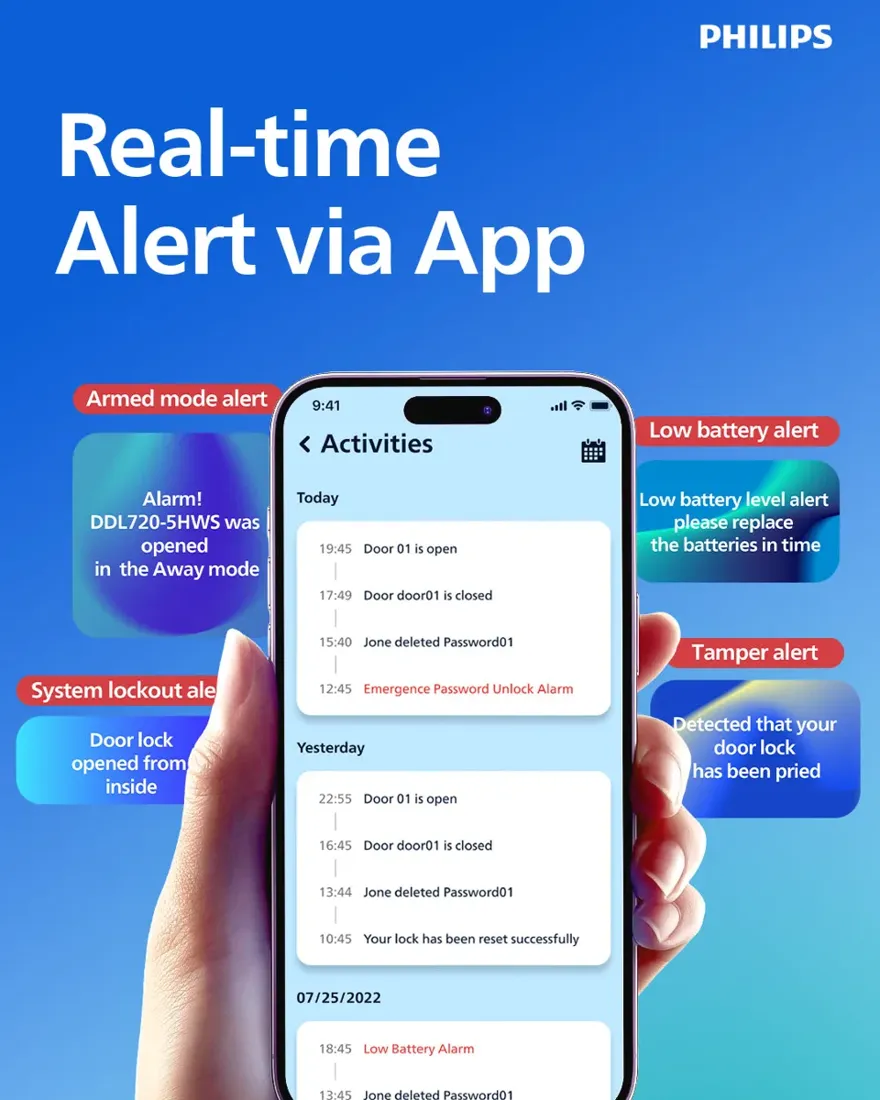 PHILIPS
Real-time
Alert via App
Armed mode alert
Alarm!
DDL720-5HWS was
opened
in the Away mode
System lockout ale
Door lock
opened from
inside
9:41
Activities
Today
19:45 Door 01 is open
17:49 Door door01 is closed
15:40 Jone deleted Password01
12:45 Emergence Password Unlock Alarm
Yesterday
22:55 Door 01 is open
16:45 Door door01 is closed
13:44 Jone deleted Password01
10:45 Your lock has been reset successfully
07/25/2022
18:45 Low Battery Alarm
13:45 Jone deleted Password01
Low battery alert
Low battery level alert
please replace
the batteries in time
Tamper alert
Detected that your
door lock
has been pried